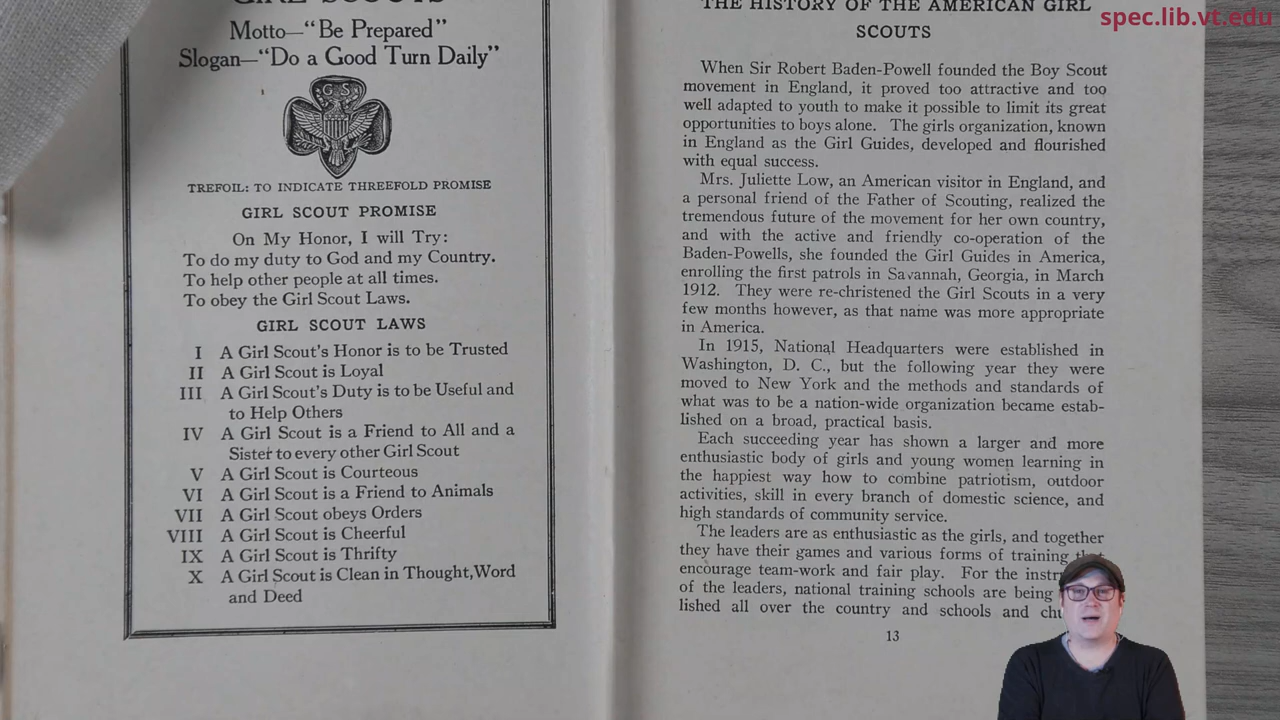 GIRL SCOUTS
Motto—“Be Prepared”
Slogan—“Do a Good Turn Daily”
G S
TREFOIL: TO INDICATE THREEFOLD PROMISE
GIRL SCOUT PROMISE
On My Honor, I will Try:
To do my duty to God and my Country.
To help other people at all times.
To obey the Girl Scout Laws.
GIRL SCOUT LAWS
I A Girl Scout's Honor is to be Trusted
II A Girl Scout is Loyal
III A Girl Scout's Duty is to be Useful and
to Help Others
IV A Girl Scout is a Friend to All and a
Sister to every other Girl Scout
V A Girl Scout is Courteous
VI A Girl Scout is a Friend to Animals
VII A Girl Scout obeys Orders
VIII A Girl Scout is Cheerful
IX A Girl Scout is Thrifty
X A Girl Scout is Clean in Thought,Word
and Deed
THE HISTORY OF THE AMERICAN GIRL
SCOUTS
When Sir Robert Baden-Powell founded the Boy Scout
movement in England, it proved too attractive and too
well adapted to youth to make it possible to limit its great
opportunities to boys alone. The girls organization, known
in England as the Girl Guides, developed and flourished
with equal success.
Mrs. Juliette Low, an American visitor in England, and
a personal friend of the Father of Scouting, realized the
tremendous future of the movement for her own country,
and with the active and friendly co-operation of the
Baden-Powells, she founded the Girl Guides in America,
enrolling the first patrols in Savannah, Georgia, in March
1912. They were re-christened the Girl Scouts in a very
few months however, as that name was more appropriate
in America.
In 1915, National Headquarters were established in
Washington, D. C., but the following year they were
moved to New York and the methods and standards of
what was to be a nation-wide organization became estab-
lished on a broad, practical basis.
Each succeeding year has shown a larger and more
enthusiastic body of girls and young women learning in
the happiest way how to combine patriotism, outdoor
activities, skill in every branch of domestic science, and
high standards of community service.
The leaders are as enthusiastic as the girls, and together
they have their games and various forms of training
encourage team-work and fair play. For the
of the leaders, national training schools are being
lished all over the country and schools and
13
spec.lib.vt.edu